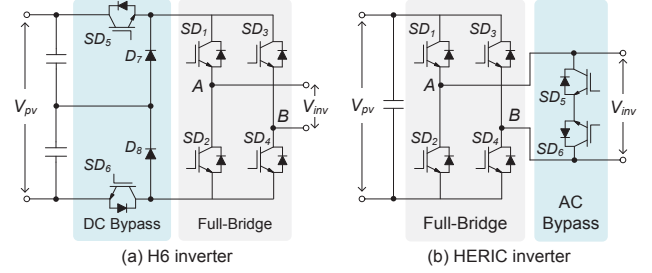 SD5
D7
SD1
SD3
A
Vpv
B
Vinv
D8
SD6
SD2
SD4
DC Bypass
Full-Bridge
(a) H6 inverter
SD1
SD3
A
SD5
Vpv
B
Vinv
SD2
SD4
SD6
Full-Bridge
AC
Bypass
(b) HERIC inverter